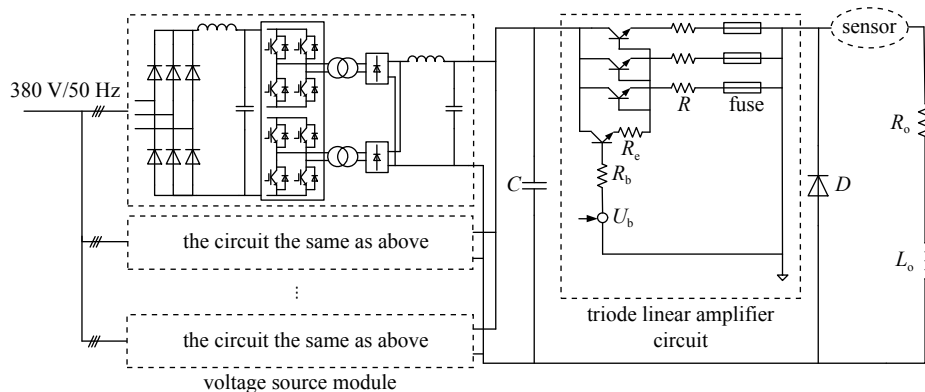 380 V/50 Hz
sensor
R
fuse
R_e
R_b
U_b
C
D
R_o
L_o
the circuit the same as above
⋮
the circuit the same as above
voltage source module
triode linear amplifier
circuit